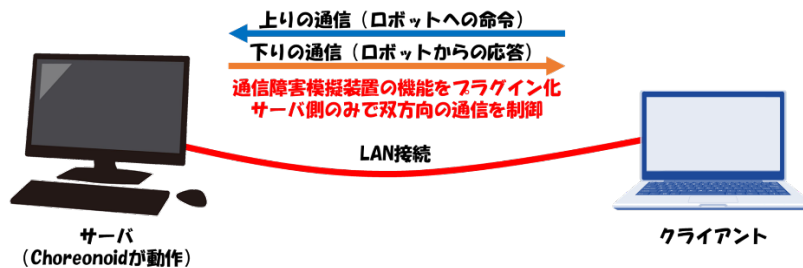 上りの通信（ロボットへの命令）
下りの通信（ロボットからの応答）
通信障害模擬装置の機能をプラグイン化
サーバ側のみで双方向の通信を制御
LAN接続
サーバ
（Choreonoidが動作）
クライアント